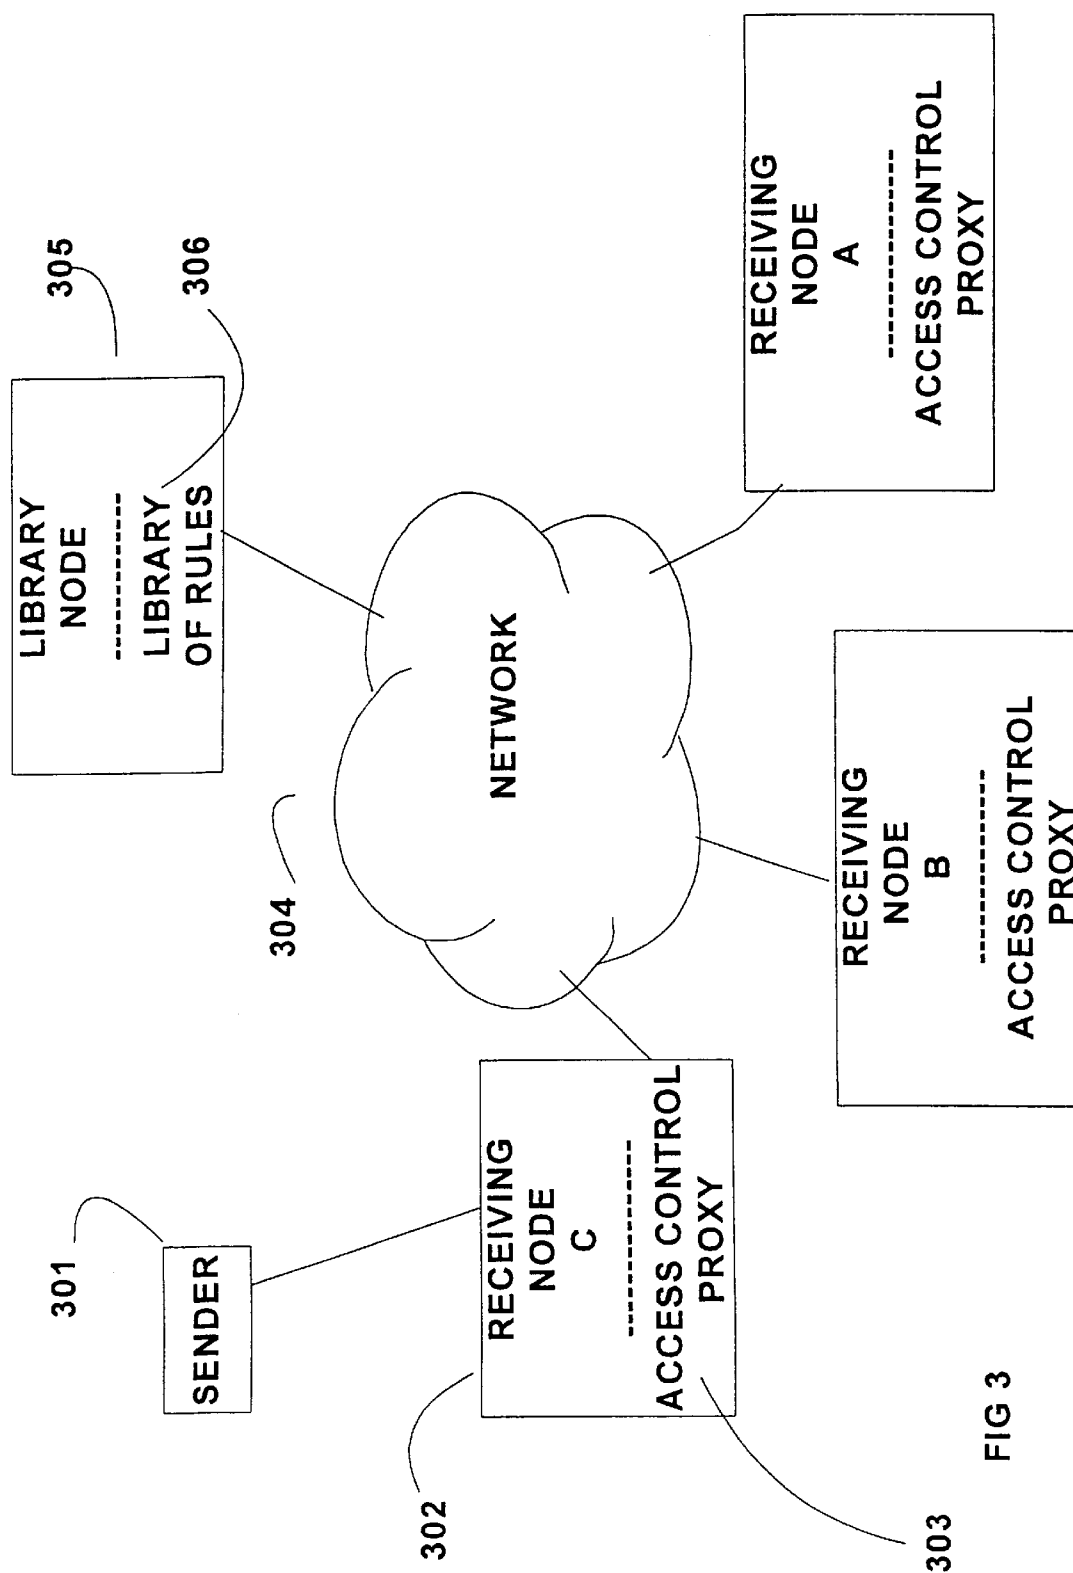 305
LIBRARY
NODE
306
LIBRARY
OF RULES
301
SENDER
304
NETWORK
302
RECEIVING
NODE
C
ACCESS CONTROL
PROXY
303
RECEIVING
NODE
B
ACCESS CONTROL
PROXY
RECEIVING
NODE
A
ACCESS CONTROL
PROXY
FIG 3